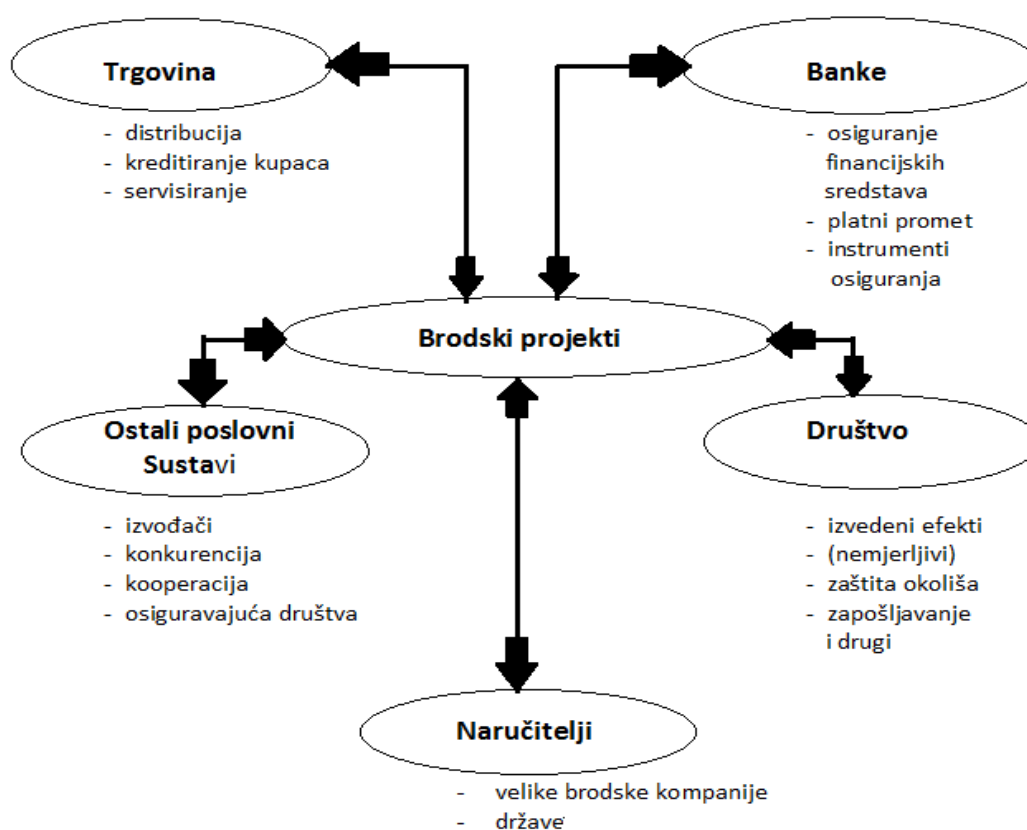 Trgovina
- distribucija
- kreditiranje kupaca
- servisiranje
Banke
- osiguranje
financijskih
sredstava
- platni promet
- instrumenti
osiguranja
Brodski projekti
Ostali poslovni
Sustavi
- izvođači
- konkurencija
- kooperacija
- osiguravajuća društva
Društvo
- izvedeni efekti
- (nemjerljivi)
- zaštita okoliša
- zapošljavanje
i drugi
Naručitelji
- velike brodske kompanije
- države